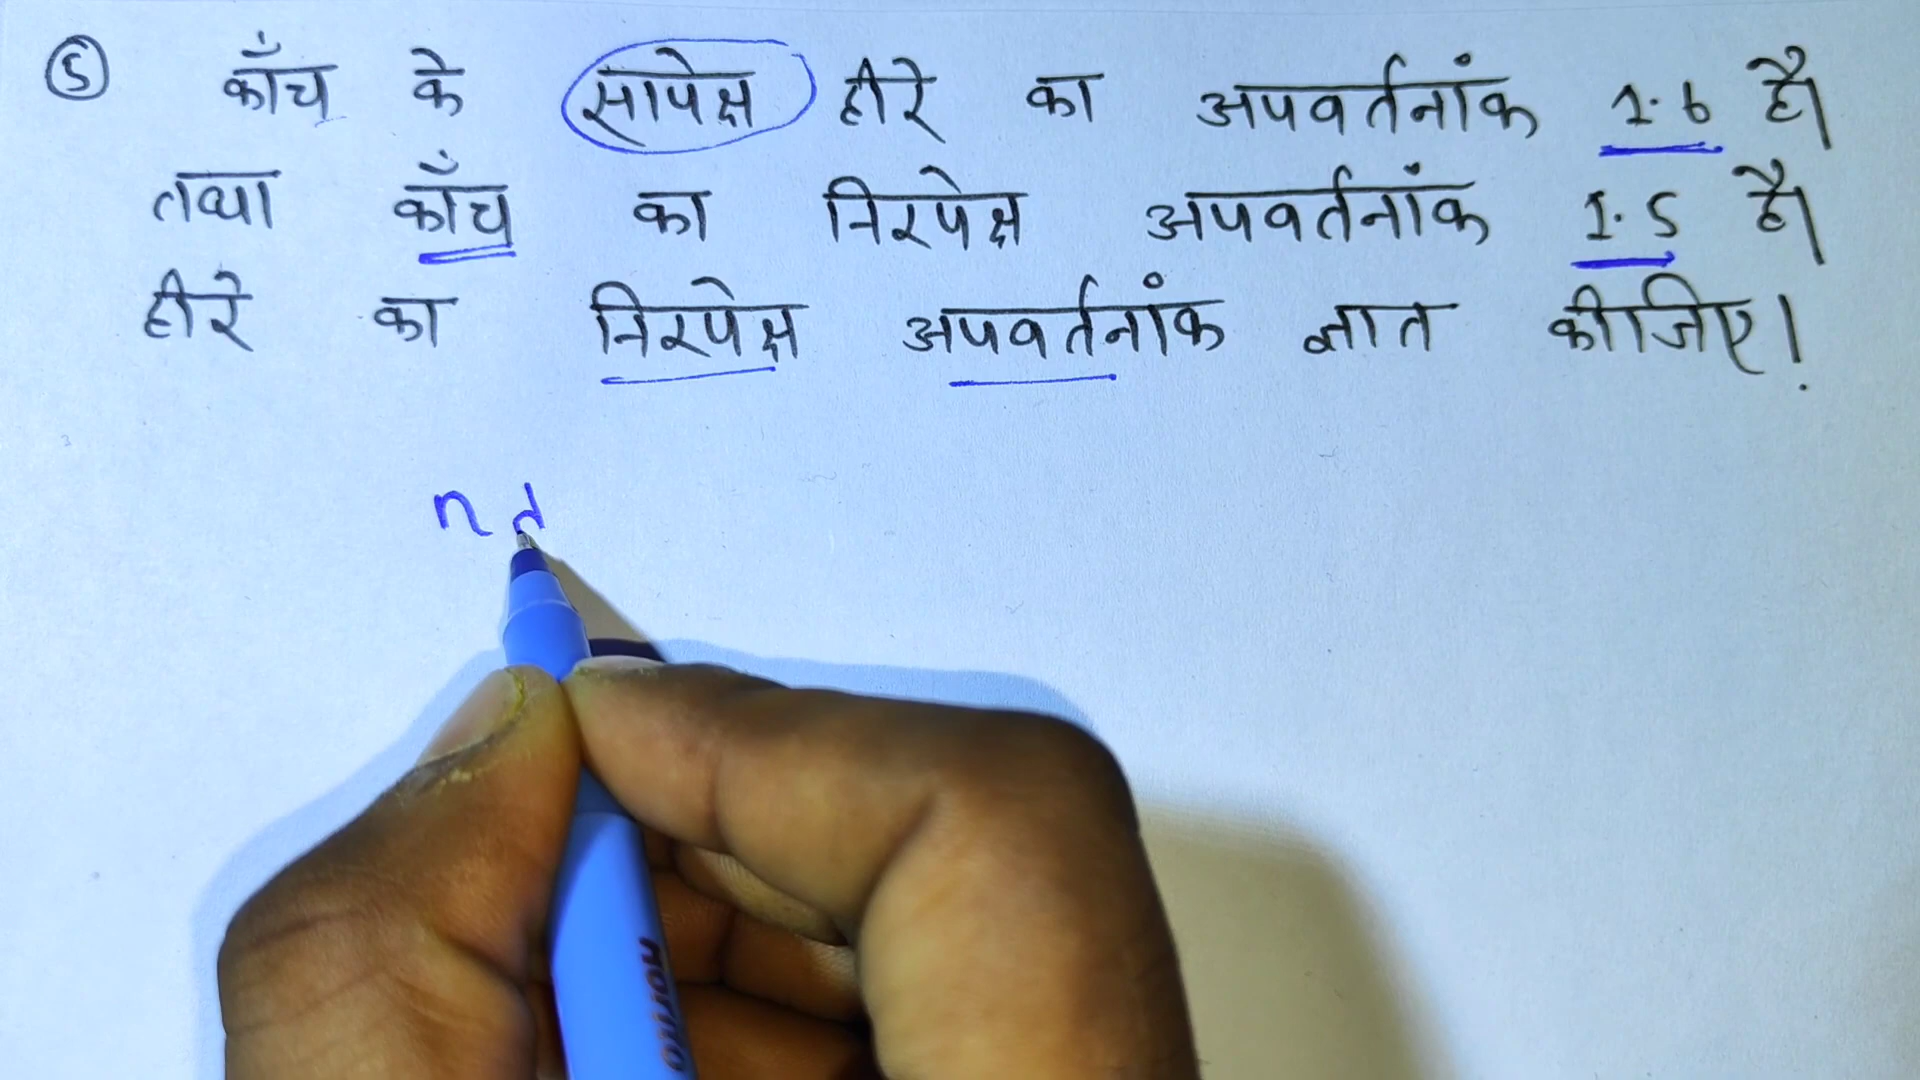 5 काँच के सापेक्ष हीरे का अपवर्तनांक 1.6 है।
तथा काँच का निरपेक्ष अपवर्तनांक 1.5 है।
हीरे का निरपेक्ष अपवर्तनांक ज्ञात कीजिए।
n d